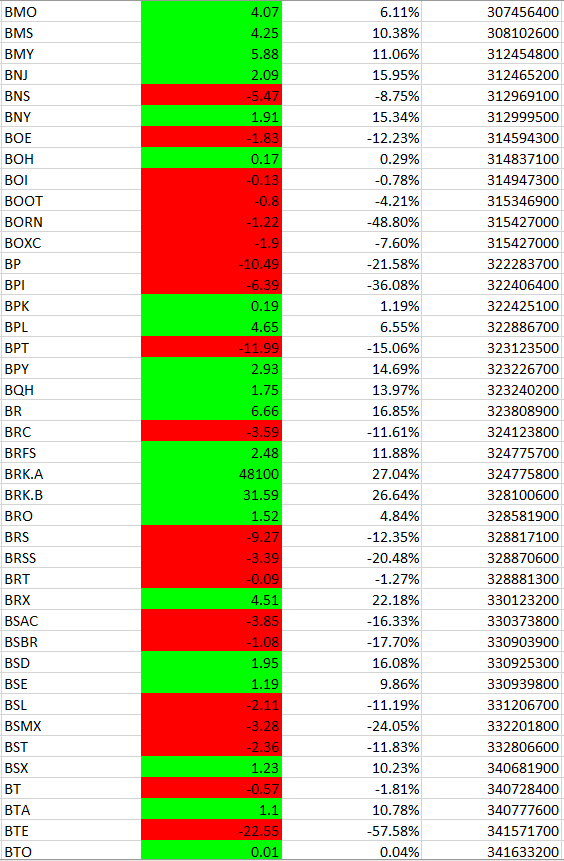 BMO 4.07 6.11% 307456400
BMS 4.25 10.38% 308102600
BMY 5.88 11.06% 312454800
BNJ 2.09 15.95% 312465200
BNS -5.47 -8.75% 312969100
BNY 1.91 15.34% 312999500
BOE -1.83 -12.23% 314594300
BOH 0.17 0.29% 314837100
BOI -0.13 -0.78% 314947300
BOOT -0.8 -4.21% 315346900
BORN -1.22 -48.80% 315427000
BOXC -1.9 -7.60% 315427000
BP -10.49 -21.58% 322283700
BPI -6.39 -36.08% 322406400
BPK 0.19 1.19% 322425100
BPL 4.65 6.55% 322886700
BPT -11.99 -15.06% 323123500
BPY 2.93 14.69% 323226700
BQH 1.75 13.97% 323240200
BR 6.66 16.85% 323808900
BRC -3.59 -11.61% 324123800
BRFS 2.48 11.88% 324775700
BRK.A 48100 27.04% 324775800
BRK.B 31.59 26.64% 328100600
BRO 1.52 4.84% 328581900
BRS -9.27 -12.35% 328817100
BRSS -3.39 -20.48% 328870600
BRT -0.09 -1.27% 328881300
BRX 4.51 22.18% 330123200
BSAC -3.85 -16.33% 330373800
BSBR -1.08 -17.70% 330903900
BSD 1.95 16.08% 330925300
BSE 1.19 9.86% 330939800
BSL -2.11 -11.19% 331206700
BSMX -3.28 -24.05% 332201800
BST -2.36 -11.83% 332806600
BSX 1.23 10.23% 340681900
BT -0.57 -1.81% 340728400
BTA 1.1 10.78% 340777600
BTE -22.55 -57.58% 341571700
BTO 0.01 0.04% 341633200